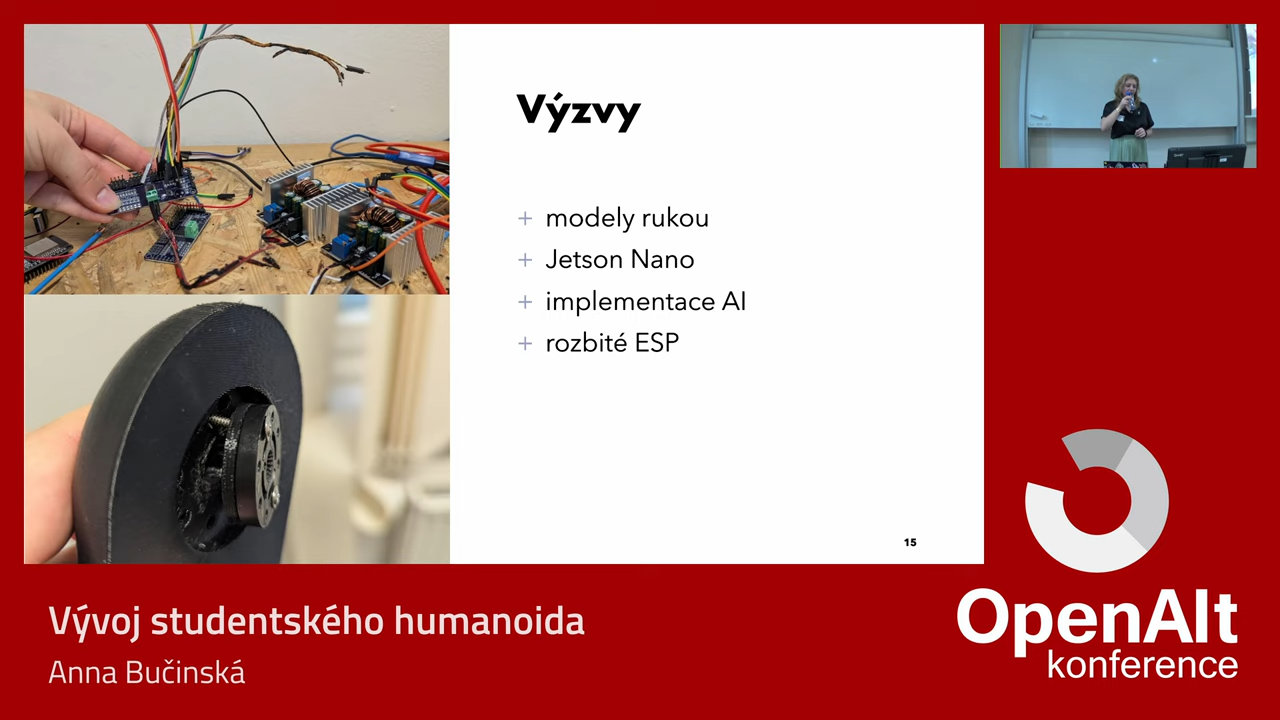 Výzvy
+ modely rukou
+ Jetson Nano
+ implementace AI
+ rozbité ESP
15
Vývoj studentského humanoida
Anna Bučinská
OpenAlt
konference